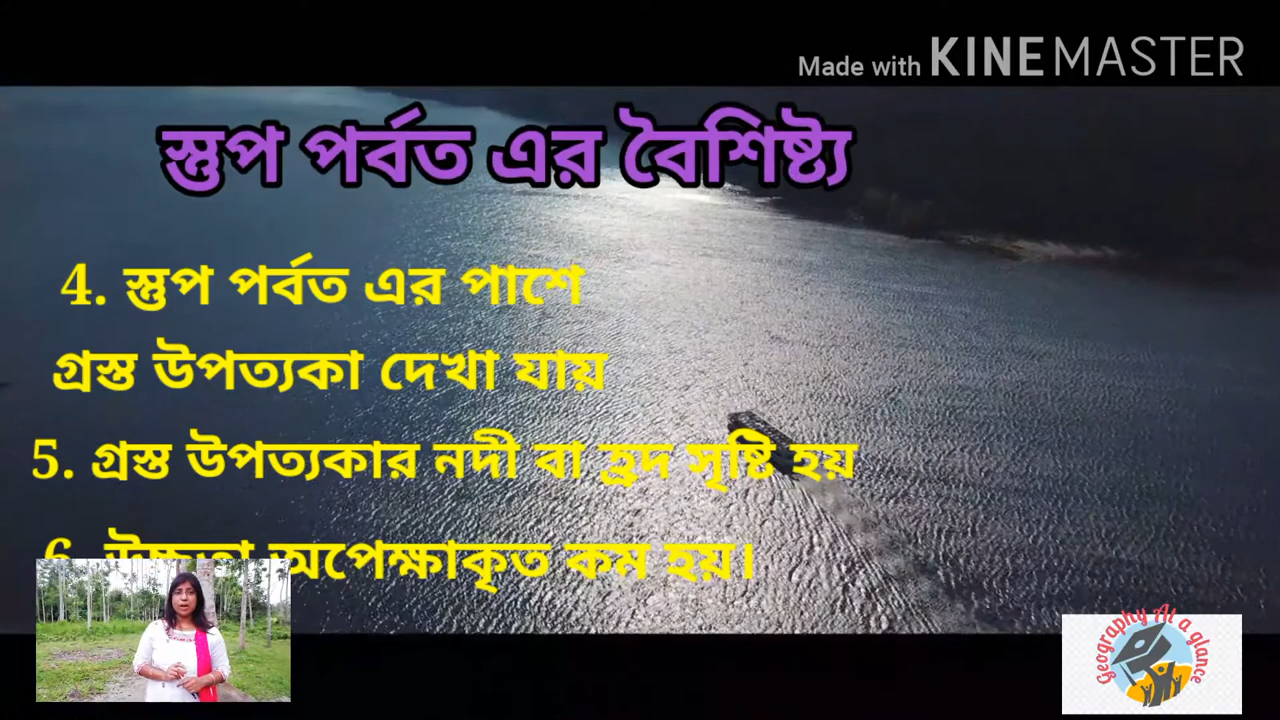 Made with KINEMASTER
স্তুপ পর্বত এর বৈশিষ্ট্য
4. স্তুপ পর্বত এর পাশে
গ্রস্ত উপত্যকা দেখা যায়
5. গ্রস্ত উপত্যকার নদী বা হ্রদ সৃষ্টি হয়
6. উচ্চতা অপেক্ষাকৃত কম হয়।
Geography At a glance